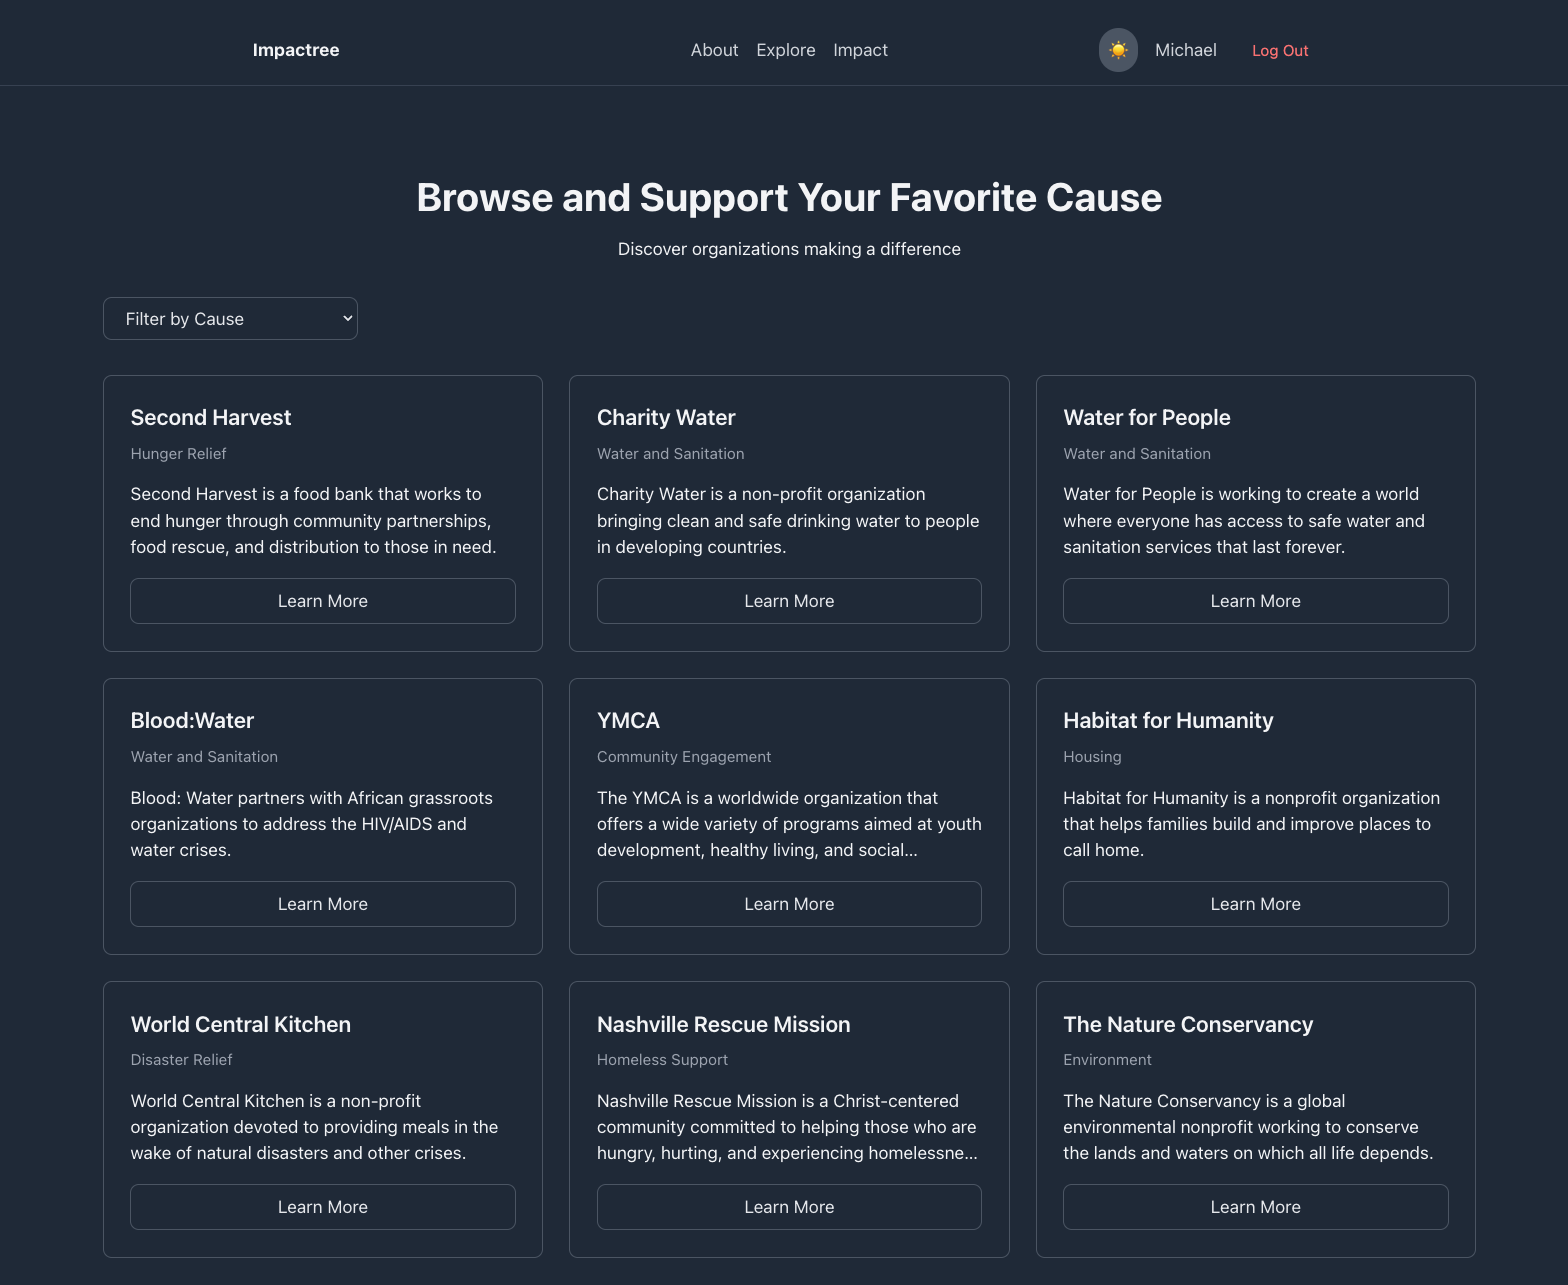 Impactree
About Explore Impact
Michael
Log Out
Browse and Support Your Favorite Cause
Discover organizations making a difference
Filter by Cause
Second Harvest
Hunger Relief
Second Harvest is a food bank that works to
end hunger through community partnerships,
food rescue, and distribution to those in need.
Learn More
Charity Water
Water and Sanitation
Charity Water is a non-profit organization
bringing clean and safe drinking water to people
in developing countries.
Learn More
Water for People
Water and Sanitation
Water for People is working to create a world
where everyone has access to safe water and
sanitation services that last forever.
Learn More
Blood:Water
Water and Sanitation
Blood: Water partners with African grassroots
organizations to address the HIV/AIDS and
water crises.
Learn More
YMCA
Community Engagement
The YMCA is a worldwide organization that
offers a wide variety of programs aimed at youth
development, healthy living, and social...
Learn More
Habitat for Humanity
Housing
Habitat for Humanity is a nonprofit organization
that helps families build and improve places to
call home.
Learn More
World Central Kitchen
Disaster Relief
World Central Kitchen is a non-profit
organization devoted to providing meals in the
wake of natural disasters and other crises.
Learn More
Nashville Rescue Mission
Homeless Support
Nashville Rescue Mission is a Christ-centered
community committed to helping those who are
hungry, hurting, and experiencing homelessne...
Learn More
The Nature Conservancy
Environment
The Nature Conservancy is a global
environmental nonprofit working to conserve
the lands and waters on which all life depends.
Learn More